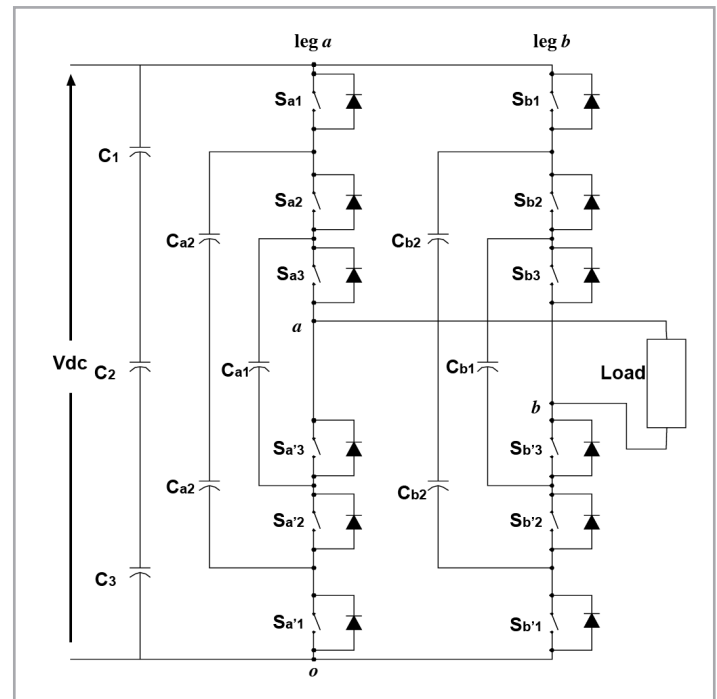 leg a leg b
Sa1 Sb1
C1
Sa2 Sb2
Ca2 Cb2
Sa3 Sb3
a
Vdc C2 Ca1 Cb1 Load
b
Sa'3 Sb'3
Ca2 Cb2
Sa'2 Sb'2
C3
Sa'1 Sb'1
o